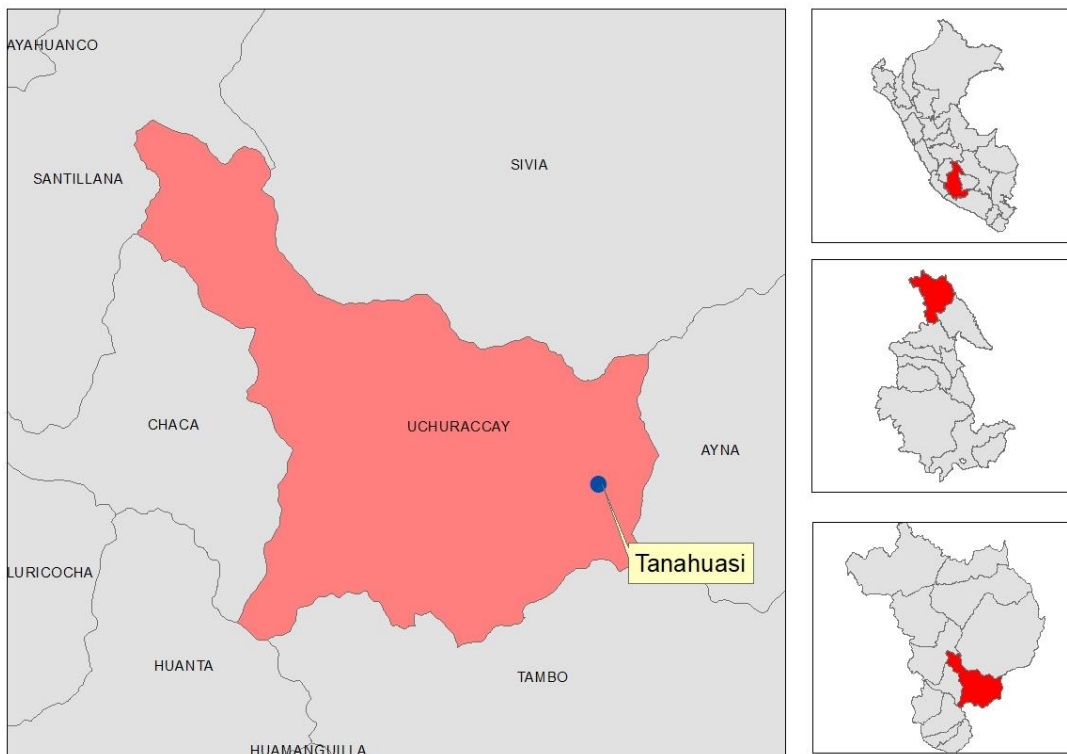 AYAHUANCO
SIVIA
SANTILLANA
CHACA
UCHURACCAY
AYNA
Tanahuasi
LURICOCHA
HUANTA
TAMBO
HUAMANGUILLA